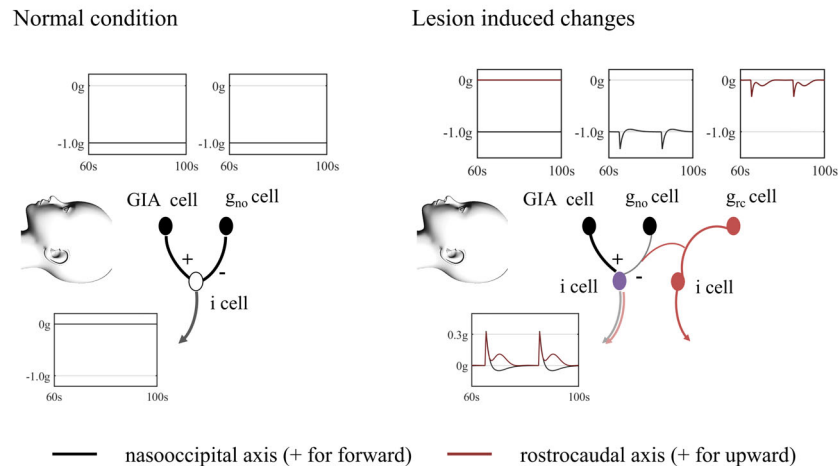 Normal condition
Lesion induced changes
0g
-1.0g
60s
100s
0g
-1.0g
60s
100s
0g
-1.0g
60s
100s
0g
-1.0g
60s
100s
0g
-1.0g
60s
100s
GIA cell
gno cell
+
-
i cell
GIA cell
gno cell
grc cell
+
-
i cell
i cell
0g
-1.0g
60s
100s
0.3g
0g
60s
100s
nasooccipital axis (+ for forward)
rostrocaudal axis (+ for upward)